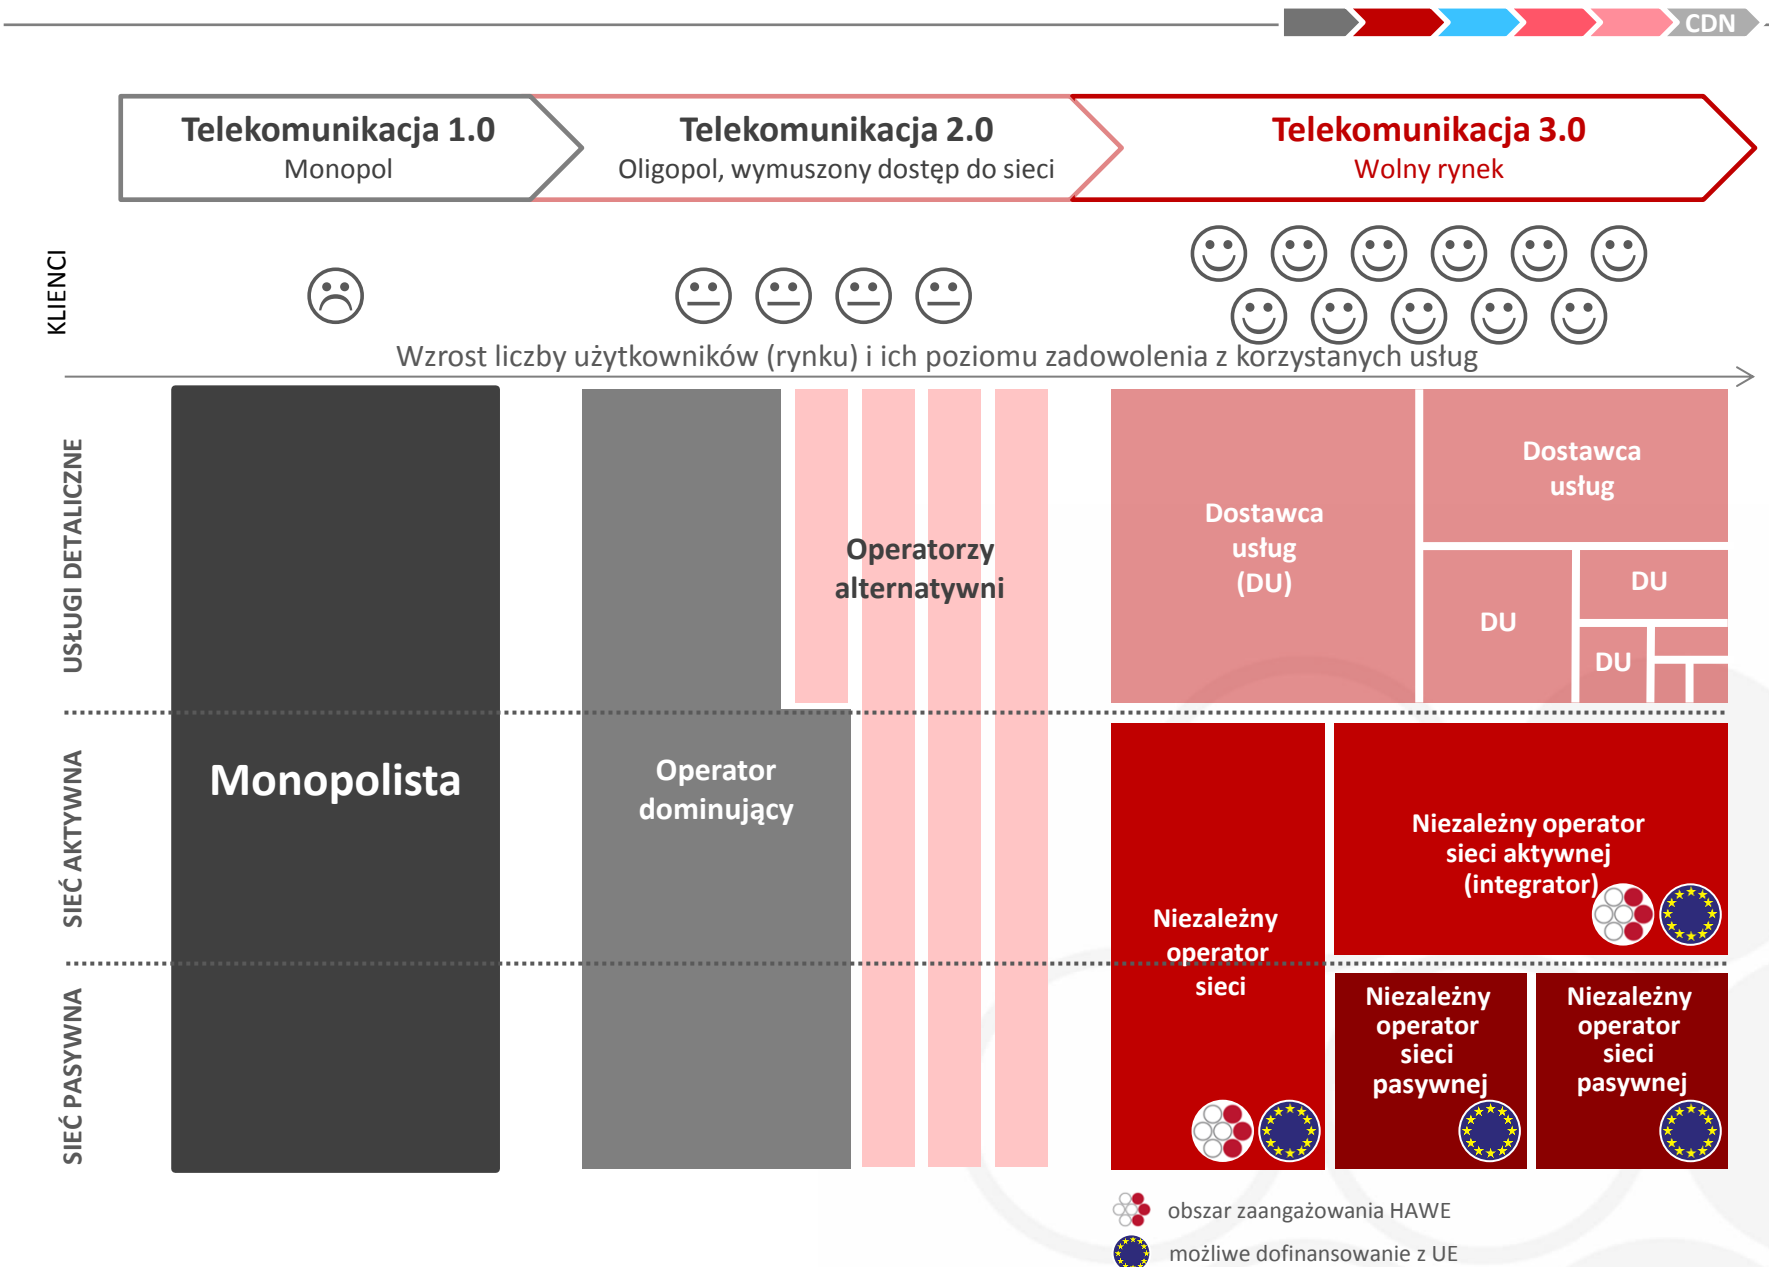 CDN
Telekomunikacja 1.0
Monopol
Telekomunikacja 2.0
Oligopol, wymuszony dostęp do sieci
Telekomunikacja 3.0
Wolny rynek
KLIENCI
Wzrost liczby użytkowników (rynku) i ich poziomu zadowolenia z korzystanych usług
USŁUGI DETALICZNE
SIEĆ AKTYWNA
SIEĆ PASYWNA
Monopolista
Operator
dominujący
Operatorzy
alternatywni
Dostawca
usług
(DU)
Dostawca
usług
DU
DU
DU
Niezależny
operator
sieci
Niezależny operator
sieci aktywnej
(integrator)
Niezależny
operator
sieci
pasywnej
Niezależny
operator
sieci
pasywnej
obszar zaangażowania HAWE
możliwe dofinansowanie z UE